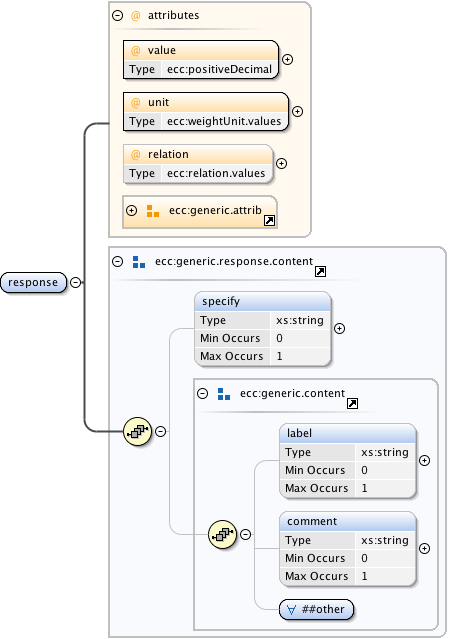 @ attributes
@ value
Type ecc:positiveDecimal
@ unit
Type ecc:weightUnit.values
@ relation
Type ecc:relation.values
ecc:generic.attrib
response
ecc:generic.response.content
specify
Type xs:string
Min Occurs 0
Max Occurs 1
ecc:generic.content
label
Type xs:string
Min Occurs 0
Max Occurs 1
comment
Type xs:string
Min Occurs 0
Max Occurs 1
∀ ##other